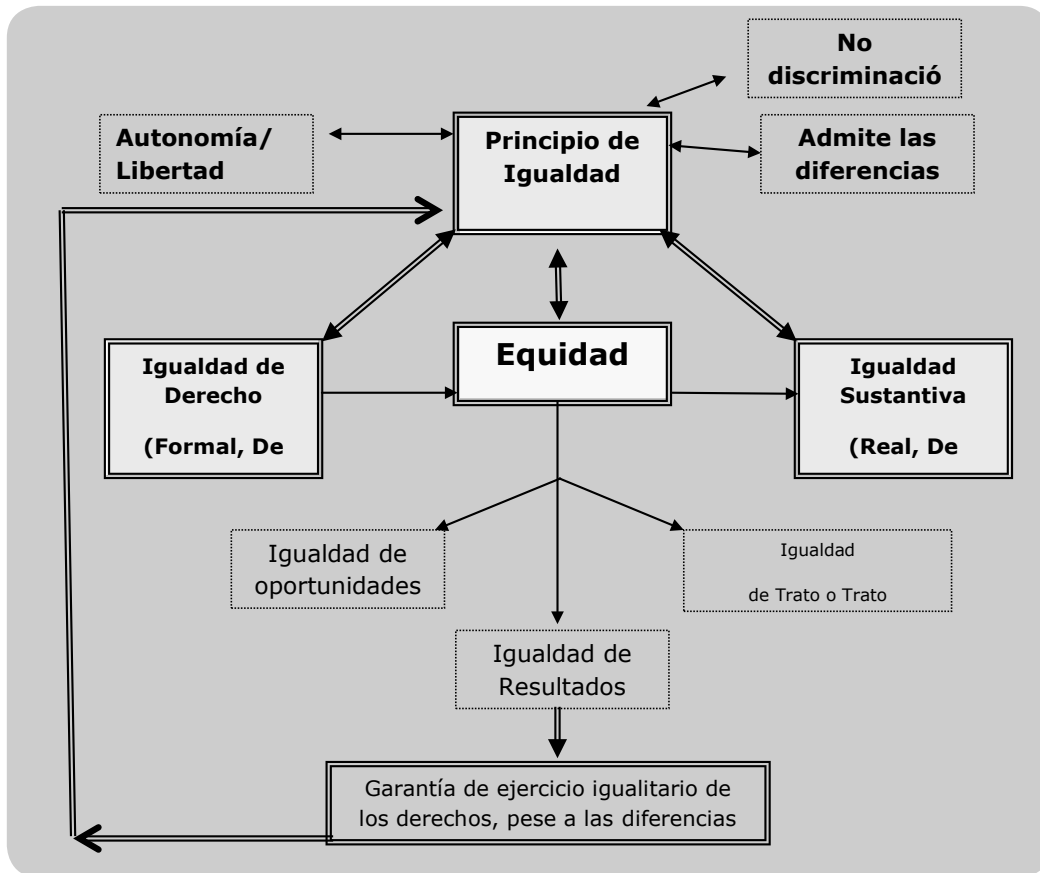 No
discriminació
Autonomía/
Libertad
Principio de
Igualdad
Admite las
diferencias
Igualdad de
Derecho
(Formal, De
Equidad
Igualdad
Sustantiva
(Real, De
Igualdad de
oportunidades
Igualdad
de Trato o Trato
Igualdad de
Resultados
Garantía de ejercicio igualitario de
los derechos, pese a las diferencias